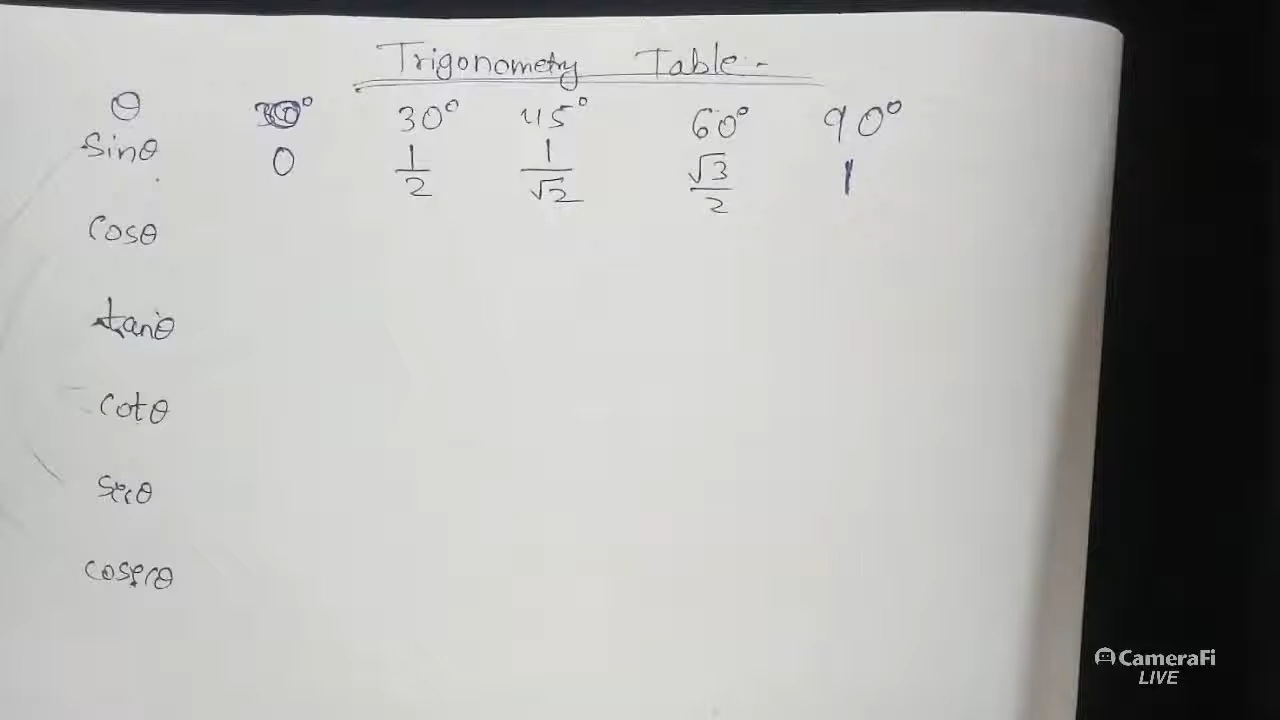 Trigonometry Table -
θ 30° 45° 60° 90°
Sinθ 0 1/2 1/√2 √3/2 1
Cosθ
tanθ
Cotθ
Secθ
Cosecθ
CameraFi
LIVE